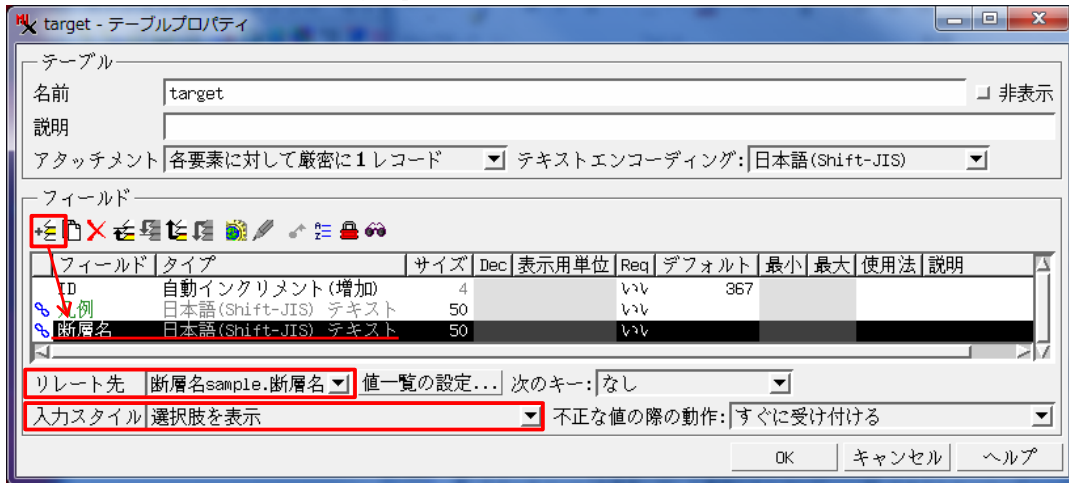 target - テーブルプロパティ
テーブル
名前 target 非表示
説明
アタッチメント 各要素に対して厳密に1レコード テキストエンコーディング: 日本語(Shift-JIS)
フィールド
フィールド タイプ サイズ Dec 表示用単位 Req デフォルト 最小 最大 使用法 説明
ID 自動インクリメント(増加) 4 いい 367
凡例 日本語(Shift-JIS) テキスト 50 いい
断層名 日本語(Shift-JIS) テキスト 50 いい
リレート先 断層名sample.断層名 値一覧の設定... 次のキー: なし
入力スタイル 選択肢を表示 不正な値の際の動作: すぐに受け付ける
OK キャンセル ヘルプ